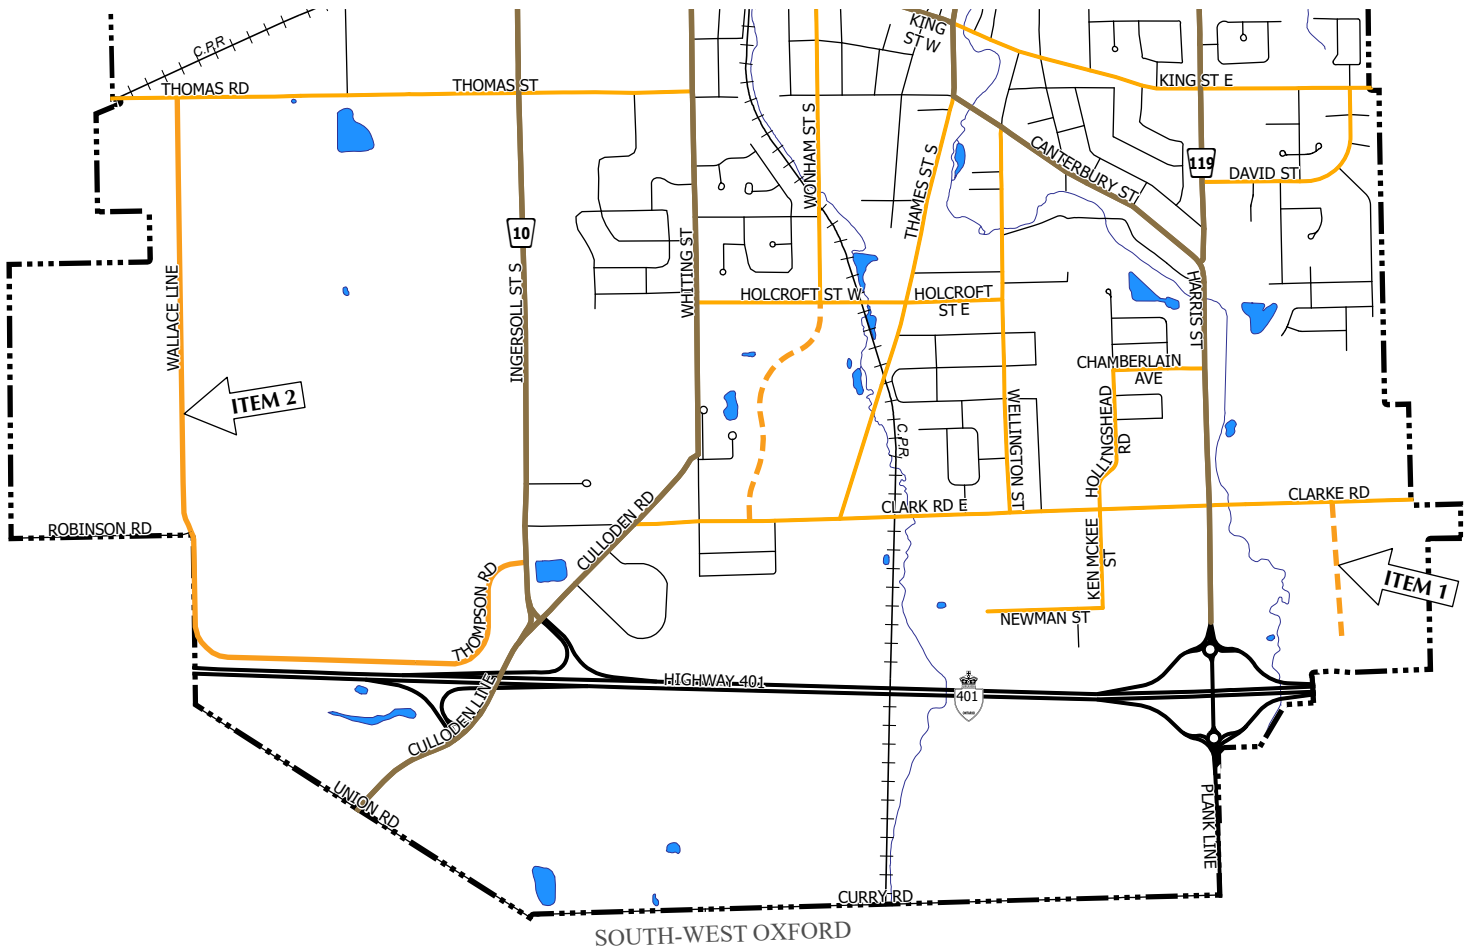 KING
ST W
C.P.R
THOMAS RD
THOMAS ST
KING ST E
WONHAM ST S
THAMES ST S
CANTERBURY ST
119
DAVID ST
10
WALLACE LINE
INGERSOLL ST S
WHITING ST
HOLCROFT ST W
HOLCROFT
ST E
HARRIS ST
CHAMBERLAIN
AVE
ITEM 2
WELLINGTON ST
HOLLINGSHEAD
RD
C.P.R
CLARK RD E
CLARKE RD
ROBINSON RD
CULLODEN RD
KEN MCKEE
ST
ITEM 1
THOMPSON RD
NEWMAN ST
HIGHWAY 401
401
CULLODEN LINE
UNION RD
PLANK LINE
CURRY RD
SOUTH-WEST OXFORD